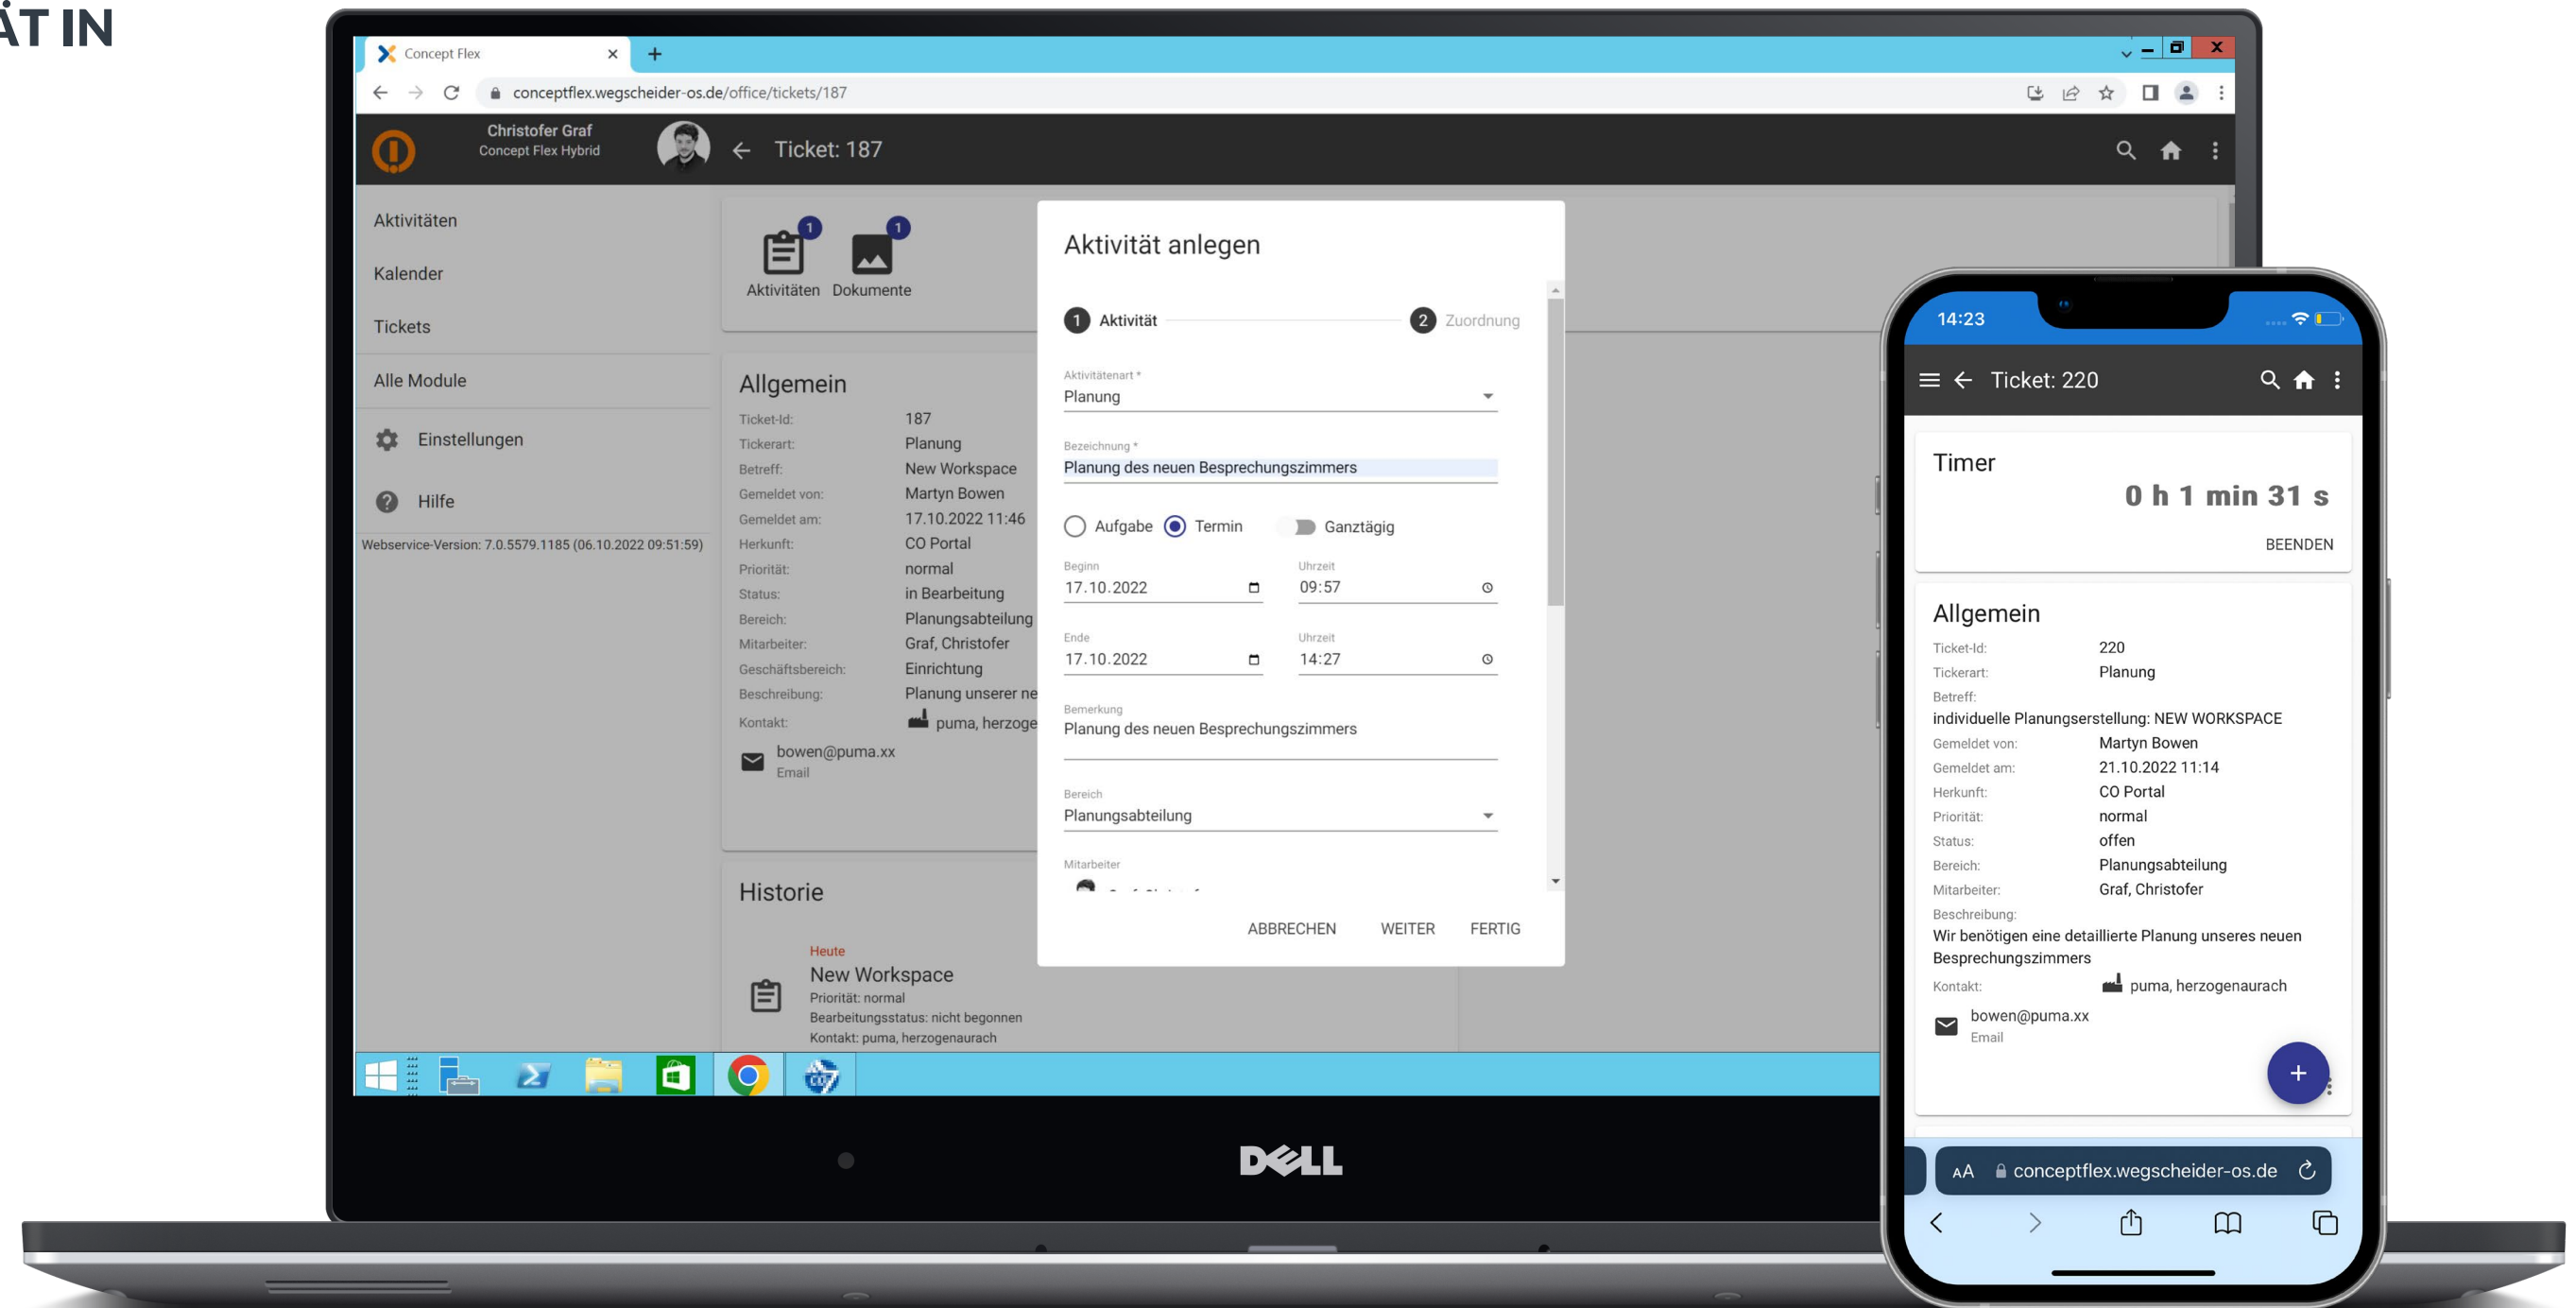 ÄT IN
Concept Flex
conceptflex.wegscheider-os.de/office/tickets/187
Christofer Graf
Concept Flex Hybrid
Ticket: 187
Aktivitäten
Kalender
Tickets
Alle Module
Einstellungen
Hilfe
Webservice-Version: 7.0.5579.1185 (06.10.2022 09:51:59)
1 1
Aktivitäten Dokumente
Allgemein
Ticket-Id: 187
Tickerart: Planung
Betreff: New Workspace
Gemeldet von: Martyn Bowen
Gemeldet am: 17.10.2022 11:46
Herkunft: CO Portal
Priorität: normal
Status: in Bearbeitung
Bereich: Planungsabteilung
Mitarbeiter: Graf, Christofer
Geschäftsbereich: Einrichtung
Beschreibung: Planung unserer ne
Kontakt: puma, herzoge
bowen@puma.xx
Email
Historie
Heute
New Workspace
Priorität: normal
Bearbeitungsstatus: nicht begonnen
Kontakt: puma, herzogenaurach
Aktivität anlegen
1 Aktivität 2 Zuordnung
Aktivitätenart *
Planung
Bezeichnung *
Planung des neuen Besprechungszimmers
Aufgabe Termin Ganztägig
Beginn Uhrzeit
17.10.2022 09:57
Ende Uhrzeit
17.10.2022 14:27
Bemerkung
Planung des neuen Besprechungszimmers
Bereich
Planungsabteilung
Mitarbeiter
ABBRECHEN WEITER FERTIG
CO7
DELL
14:23
Ticket: 220
Timer
0 h 1 min 31 s
BEENDEN
Allgemein
Ticket-Id: 220
Tickerart: Planung
Betreff:
individuelle Planungserstellung: NEW WORKSPACE
Gemeldet von: Martyn Bowen
Gemeldet am: 21.10.2022 11:14
Herkunft: CO Portal
Priorität: normal
Status: offen
Bereich: Planungsabteilung
Mitarbeiter: Graf, Christofer
Beschreibung:
Wir benötigen eine detaillierte Planung unseres neuen
Besprechungszimmers
Kontakt: puma, herzogenaurach
bowen@puma.xx
Email
AA conceptflex.wegscheider-os.de